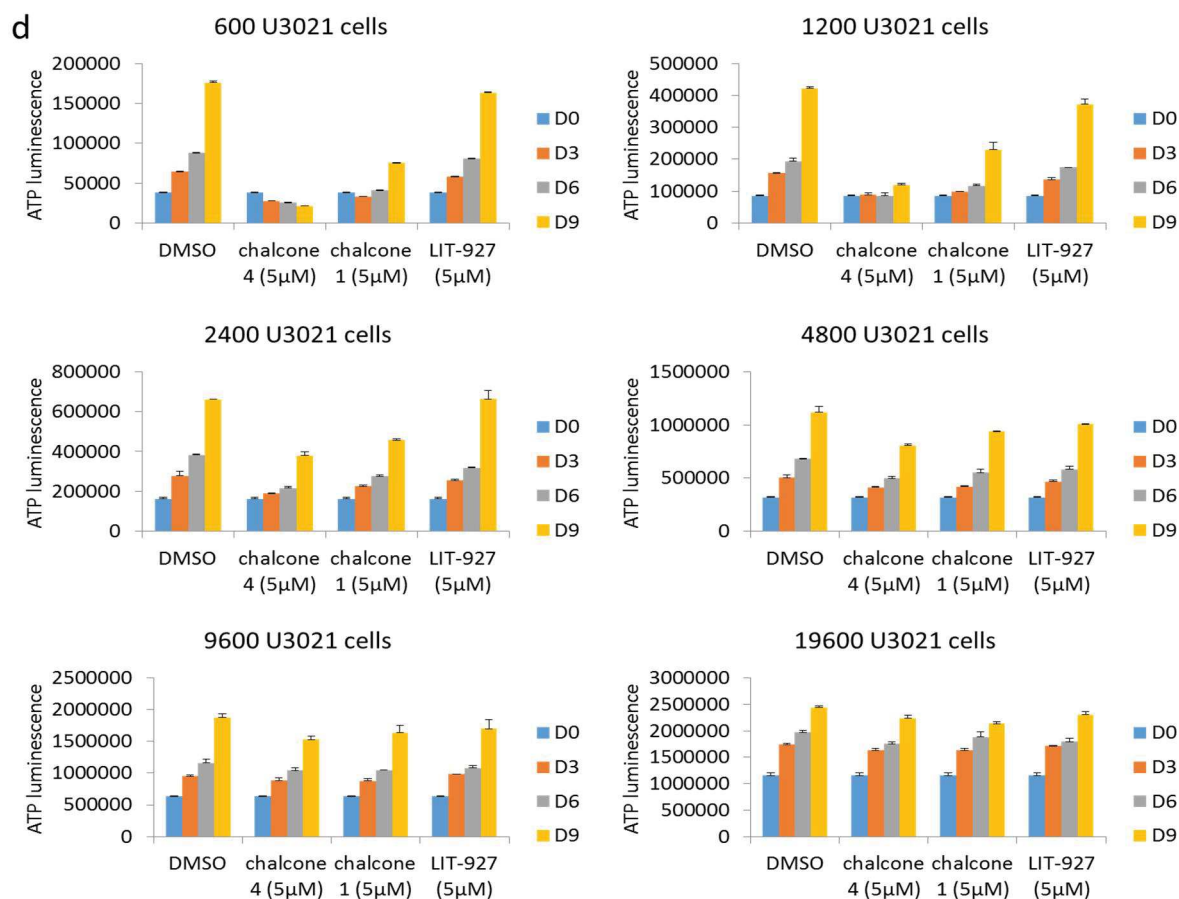 d
600 U3021 cells
ATP luminescence
200000
150000
100000
50000
0
DMSO
chalcone
4 (5µM)
chalcone
1 (5µM)
LIT-927
(5µM)
D0
D3
D6
D9
1200 U3021 cells
ATP luminescence
500000
400000
300000
200000
100000
0
DMSO
chalcone
4 (5µM)
chalcone
1 (5µM)
LIT-927
(5µM)
D0
D3
D6
D9
2400 U3021 cells
ATP luminescence
800000
600000
400000
200000
0
DMSO
chalcone
4 (5µM)
chalcone
1 (5µM)
LIT-927
(5µM)
D0
D3
D6
D9
4800 U3021 cells
ATP luminescence
1500000
1000000
500000
0
DMSO
chalcone
4 (5µM)
chalcone
1 (5µM)
LIT-927
(5µM)
D0
D3
D6
D9
9600 U3021 cells
ATP luminescence
2500000
2000000
1500000
1000000
500000
0
DMSO
chalcone
4 (5µM)
chalcone
1 (5µM)
LIT-927
(5µM)
D0
D3
D6
D9
19600 U3021 cells
ATP luminescence
3000000
2500000
2000000
1500000
1000000
500000
0
DMSO
chalcone
4 (5µM)
chalcone
1 (5µM)
LIT-927
(5µM)
D0
D3
D6
D9